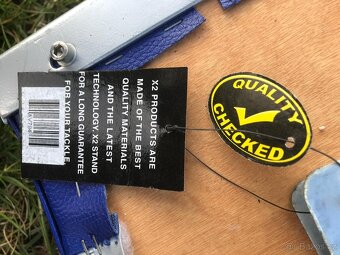 X2 PRODUCTS ARE
MADE OF THE BEST
QUALITY MATERIALS
AND THE LATEST
TECHNOLOGY. X2 STAND
FOR A LONG GUARANTEE
FOR YOUR TACKLE
QUALITY
CHECKED